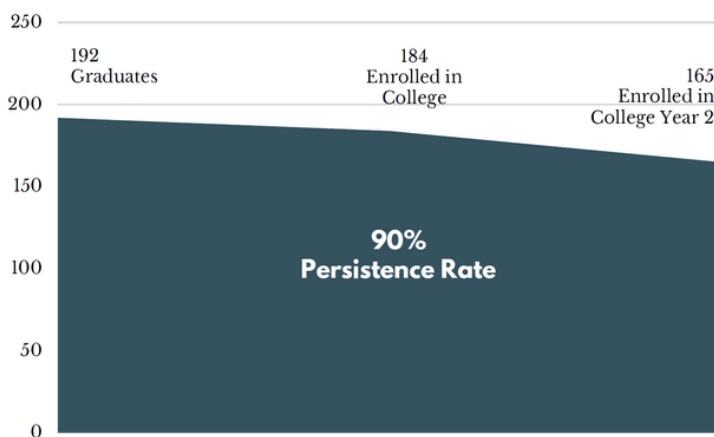 250
192
Graduates
184
Enrolled in
College
165
Enrolled in
College Year 2
200
150
90%
Persistence Rate
100
50
0